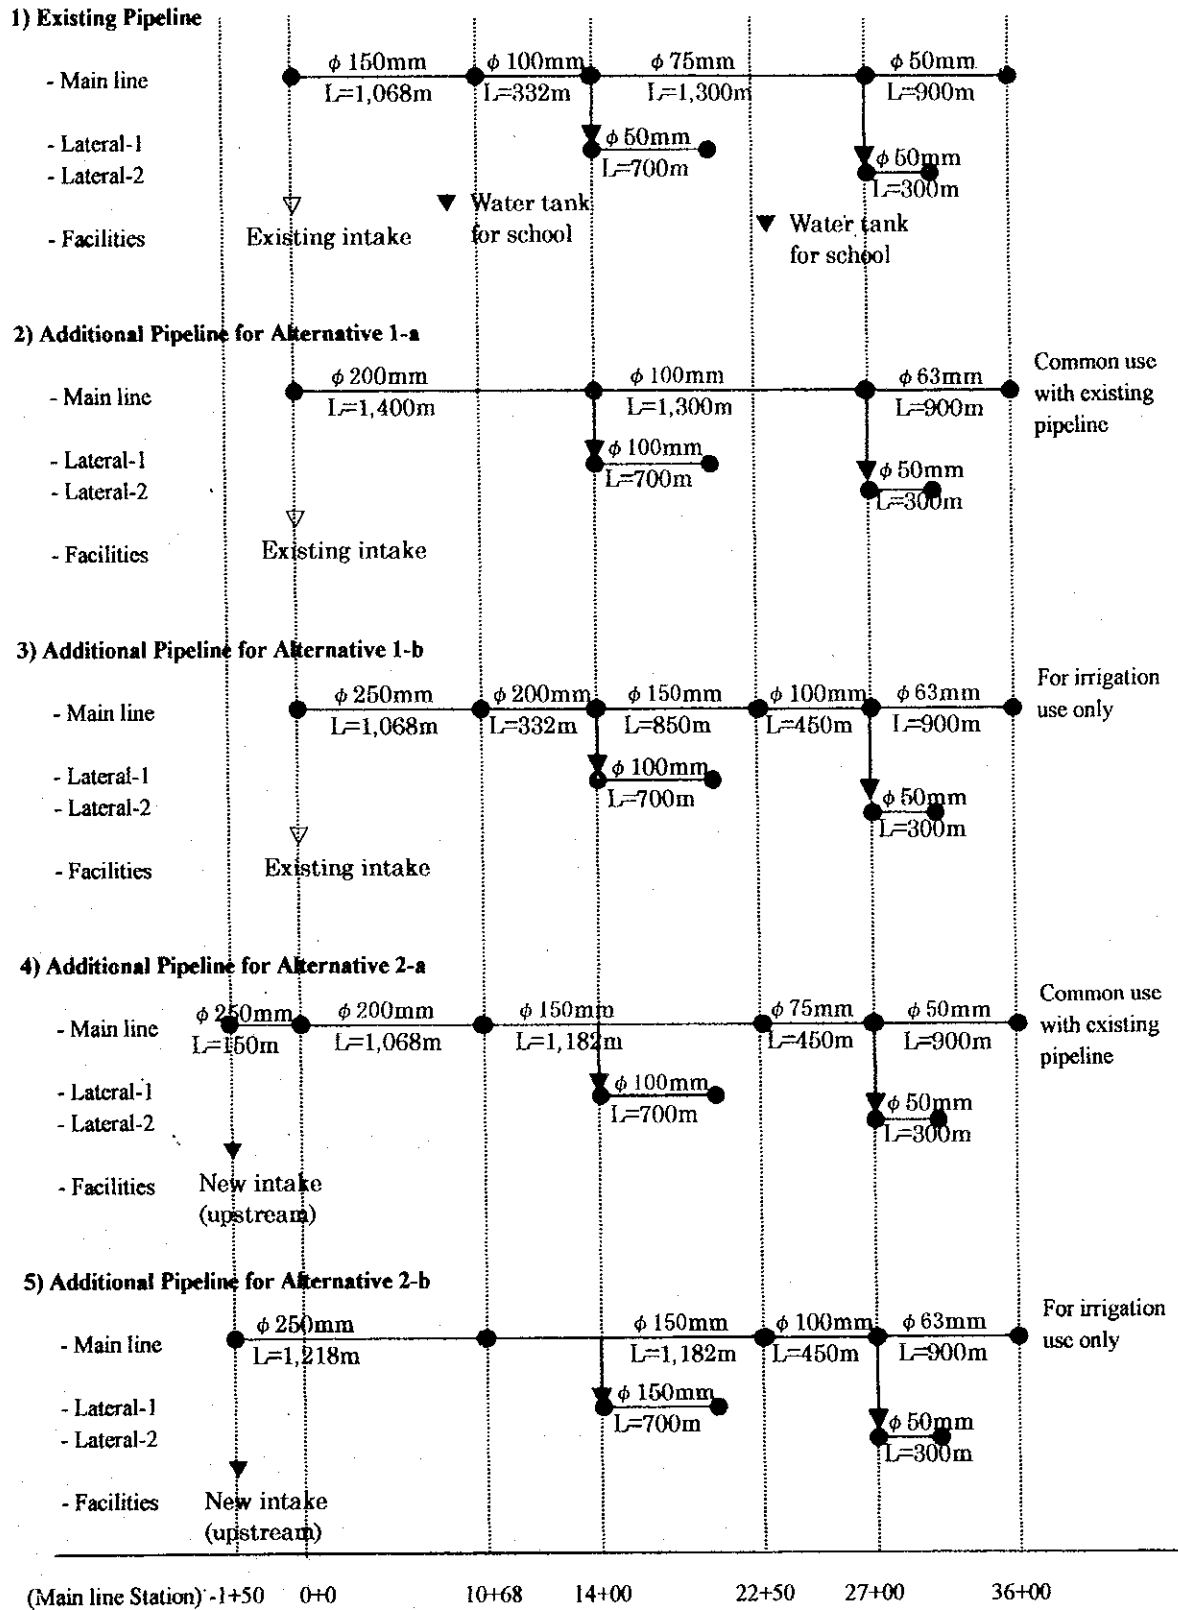 1) Existing Pipeline
- Main line
φ 150mm
L=1,068m
φ 100mm
L=332m
φ 75mm
L=1,300m
φ 50mm
L=900m
- Lateral-1
φ 50mm
L=700m
- Lateral-2
φ 50mm
L=300m
- Facilities
Existing intake
Water tank
for school
Water tank
for school
2) Additional Pipeline for Alternative 1-a
- Main line
φ 200mm
L=1,400m
φ 100mm
L=1,300m
φ 63mm
L=900m
Common use
with existing
pipeline
- Lateral-1
φ 100mm
L=700m
- Lateral-2
φ 50mm
L=300m
- Facilities
Existing intake
3) Additional Pipeline for Alternative 1-b
- Main line
φ 250mm
L=1,068m
φ 200mm
L=332m
φ 150mm
L=850m
φ 100mm
L=450m
φ 63mm
L=900m
For irrigation
use only
- Lateral-1
φ 100mm
L=700m
- Lateral-2
φ 50mm
L=300m
- Facilities
Existing intake
4) Additional Pipeline for Alternative 2-a
- Main line
φ 250mm
L=150m
φ 200mm
L=1,068m
φ 150mm
L=1,182m
φ 75mm
L=450m
φ 50mm
L=900m
Common use
with existing
pipeline
- Lateral-1
φ 100mm
L=700m
- Lateral-2
φ 50mm
L=300m
- Facilities
New intake
(upstream)
5) Additional Pipeline for Alternative 2-b
- Main line
φ 250mm
L=1,218m
φ 150mm
L=1,182m
φ 100mm
L=450m
φ 63mm
L=900m
For irrigation
use only
- Lateral-1
φ 150mm
L=700m
- Lateral-2
φ 50mm
L=300m
- Facilities
New intake
(upstream)
(Main line Station) -1+50 0+0 10+68 14+00 22+50 27+00 36+00